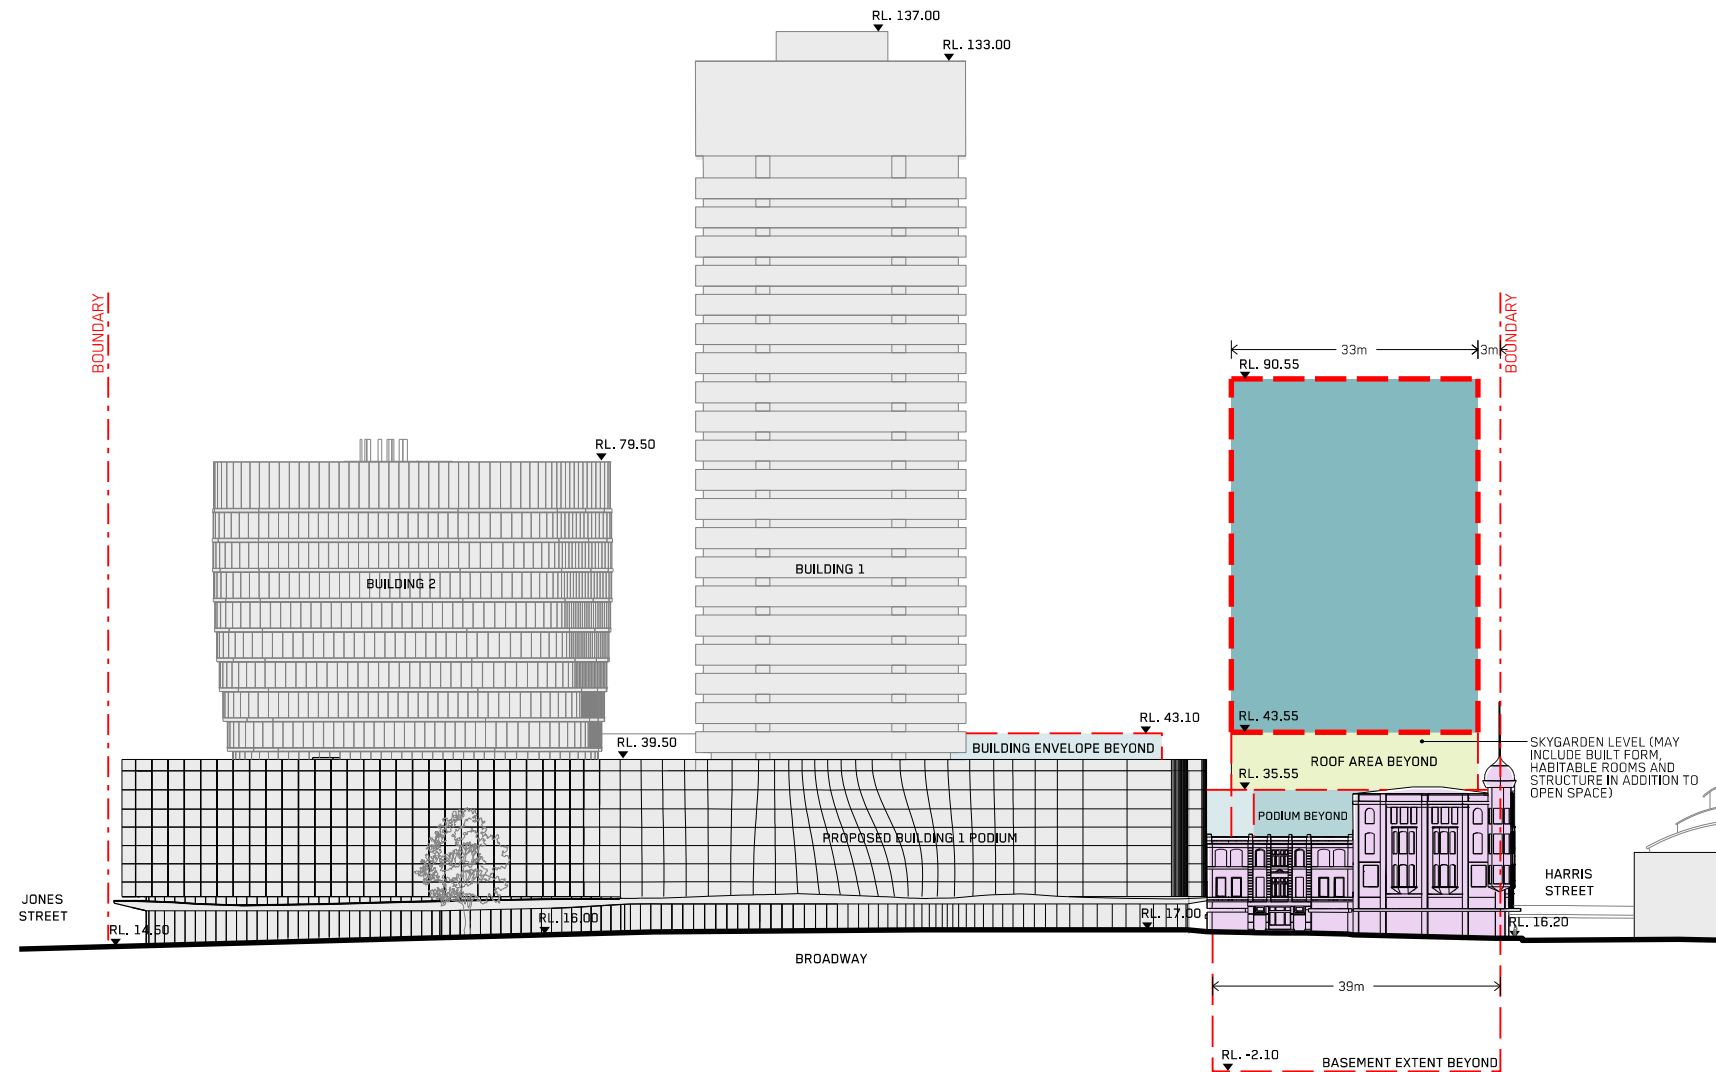 RL. 137.00
RL. 133.00
BOUNDARY
BOUNDARY
33m
3m
RL. 90.55
RL. 79.50
BUILDING 2
BUILDING 1
RL. 43.10
RL. 43.55
BUILDING ENVELOPE BEYOND
RL. 39.50
ROOF AREA BEYOND
SKYGARDEN LEVEL (MAY
INCLUDE BUILT FORM,
HABITABLE ROOMS AND
STRUCTURE IN ADDITION TO
OPEN SPACE)
RL. 35.55
PODIUM BEYOND
PROPOSED BUILDING 1 PODIUM
JONES
STREET
HARRIS
STREET
RL. 14.50
RL. 16.00
RL. 17.00
RL. 16.20
BROADWAY
39m
RL. -2.10
BASEMENT EXTENT BEYOND